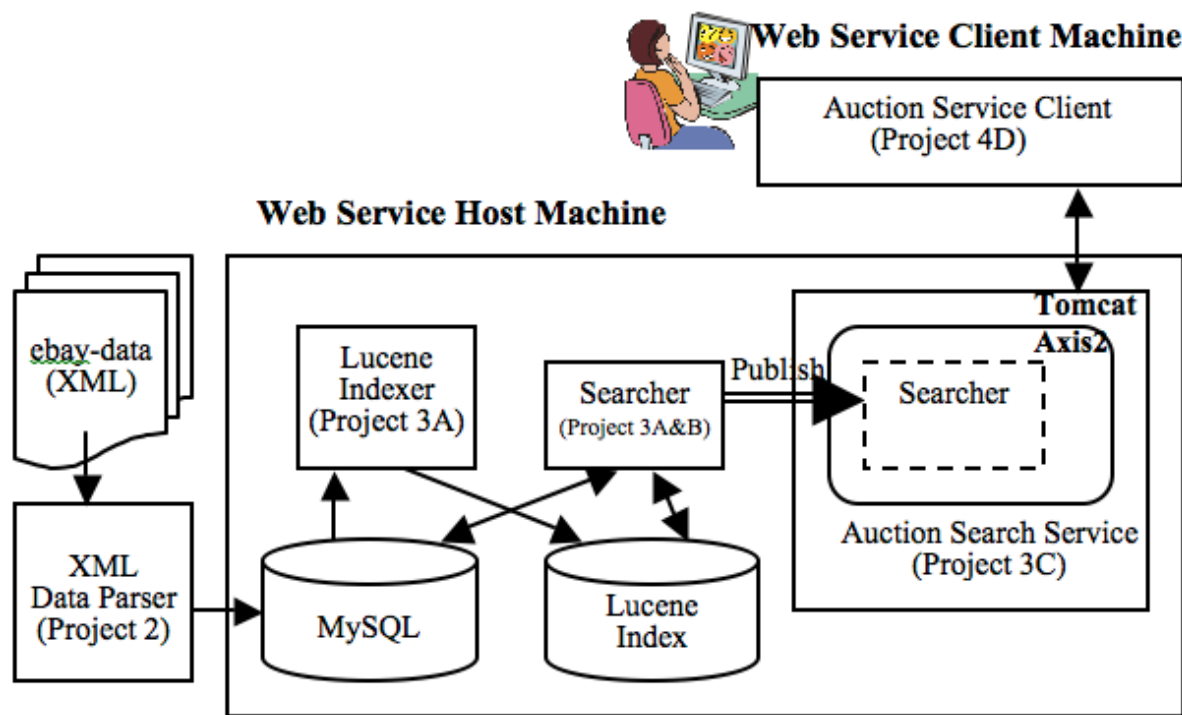 Web Service Client Machine
Auction Service Client
(Project 4D)
Web Service Host Machine
ebay-data
(XML)
Lucene
Indexer
(Project 3A)
Searcher
(Project 3A&B)
Publish
Tomcat
Axis2
Searcher
Auction Search Service
(Project 3C)
XML
Data Parser
(Project 2)
MySQL
Lucene
Index